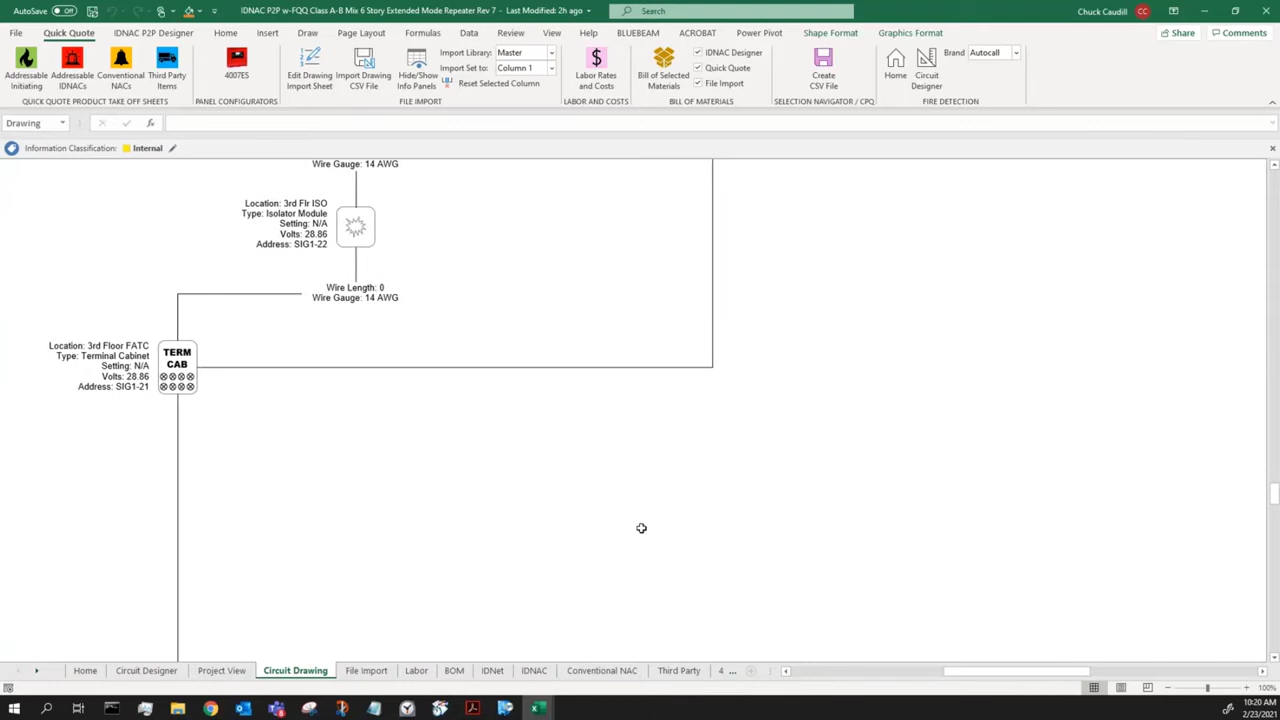 AutoSave Off
IDNAC P2P w-FQQ Class A-B Mix 6 Story Extended Mode Repeater Rev 7 - Last Modified: 2h ago
Search
Chuck Caudill CC
File Quick Quote IDNAC P2P Designer Home Insert Draw Page Layout Formulas Data Review View Help BLUEBEAM ACROBAT Power Pivot Shape Format Graphics Format Share Comments
Addressable Initiating
Addressable IDNACs
Conventional NACs
Third Party Items
QUICK QUOTE PRODUCT TAKE OFF SHEETS
4007ES
PANEL CONFIGURATORS
Edit Drawing Import Sheet
Import Drawing CSV File
Hide/Show Info Panels
Import Library: Master
Import Set to: Column 1
Reset Selected Column
FILE IMPORT
Labor Rates and Costs
LABOR AND COSTS
Bill of Selected Materials
IDNAC Designer
Quick Quote
File Import
BILL OF MATERIALS
Create CSV File
SELECTION NAVIGATOR / CPQ
Home
Circuit Designer
Brand Autocall
FIRE DETECTION
Drawing
fx
Information Classification: Internal
Wire Gauge: 14 AWG
Location: 3rd Flr ISO
Type: Isolator Module
Setting: N/A
Volts: 28.86
Address: SIG1-22
Wire Length: 0
Wire Gauge: 14 AWG
Location: 3rd Floor FATC
Type: Terminal Cabinet
Setting: N/A
Volts: 28.86
Address: SIG1-21
TERM
CAB
Home Circuit Designer Project View Circuit Drawing File Import Labor BOM IDNet IDNAC Conventional NAC Third Party 4 ...
100%
10:20 AM
2/23/2021